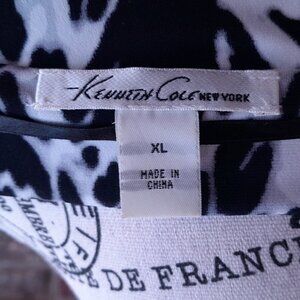 Kenneth Cole NEW YORK
XL
MADE IN
CHINA
DE FRANC